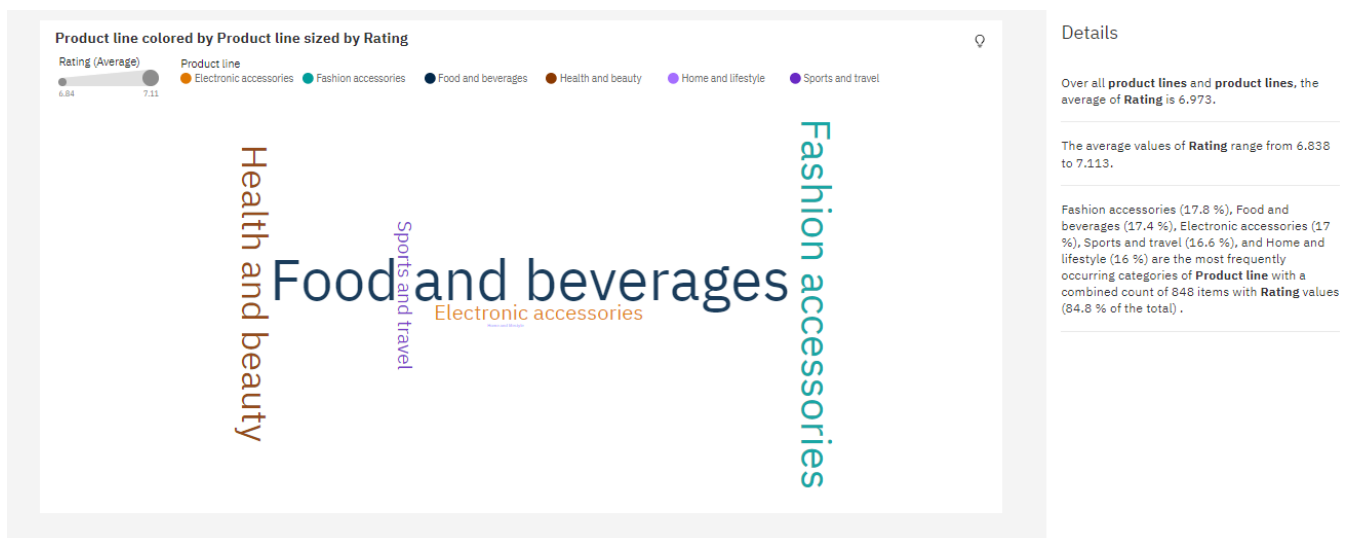 Product line colored by Product line sized by Rating
Rating (Average)
6.84
7.11
Product line
Electronic accessories
Fashion accessories
Food and beverages
Health and beauty
Home and lifestyle
Sports and travel
Health and beauty
Sports and travel
Food and beverages
Electronic accessories
Home and lifestyle
Fashion accessories
Details
Over all product lines and product lines, the
average of Rating is 6.973.
The average values of Rating range from 6.838
to 7.113.
Fashion accessories (17.8 %), Food and
beverages (17.4 %), Electronic accessories (17
%), Sports and travel (16.6 %), and Home and
lifestyle (16 %) are the most frequently
occurring categories of Product line with a
combined count of 848 items with Rating values
(84.8 % of the total) .